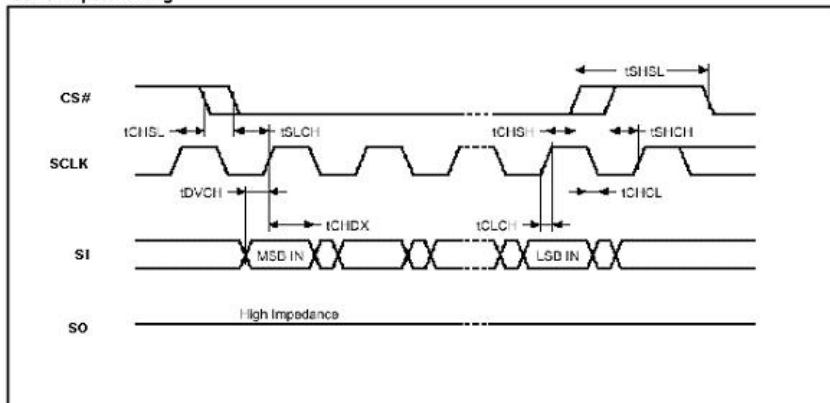 tSHSL
CS#
tCHSL
tSLCH
tCHSH
tSHCH
SCLK
tDVCH
tCHCL
tCHDX
tCLCH
SI
MSB IN
LSB IN
High Impedance
SO